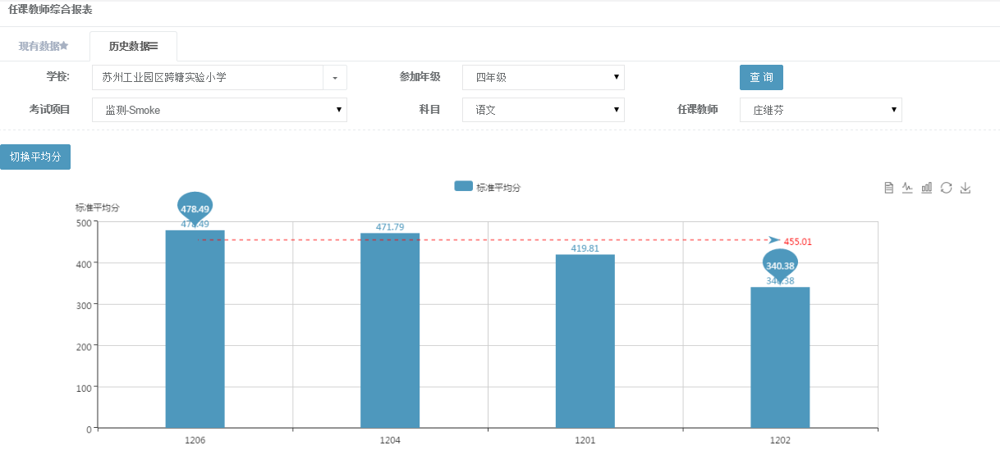 任课教师综合报表
现有数据
历史数据
学校: 苏州工业园区跨塘实验小学 参加年级 四年级 查 询
考试项目 监测-Smoke 科目 语文 任课教师 庄继芬
切换平均分
标准平均分
标准平均分
478.49
478.49
471.79
455.01
419.81
340.38
340.38
500
400
300
200
100
0
1206 1204 1201 1202